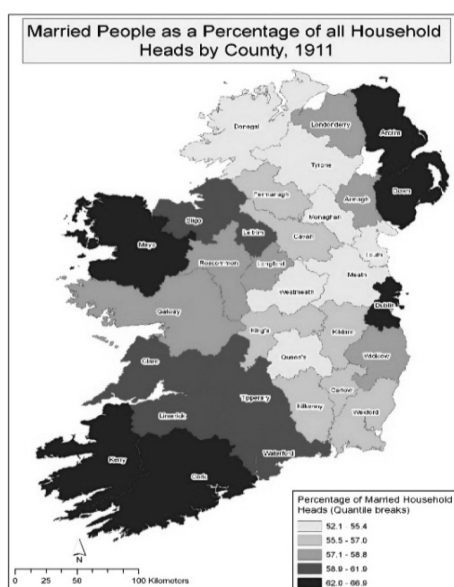 Married People as a Percentage of all Household
Heads by County, 1911
Donegal
Londonderry
Antrim
Tyrone
Down
Fermanagh
Armagh
Monaghan
Sligo
Leitrim
Cavan
Mayo
Louth
Roscommon
Longford
Meath
Westmeath
Dublin
Galway
King's
Kildare
Wicklow
Queen's
Clare
Carlow
Tipperary
Kilkenny
Wexford
Limerick
Waterford
Kerry
Cork
Percentage of Married Household
Heads (Quantile breaks)
52.1 - 55.4
55.5 - 57.0
57.1 - 58.8
58.9 - 61.9
62.0 - 66.9
N
0 25 50 100 Kilometers